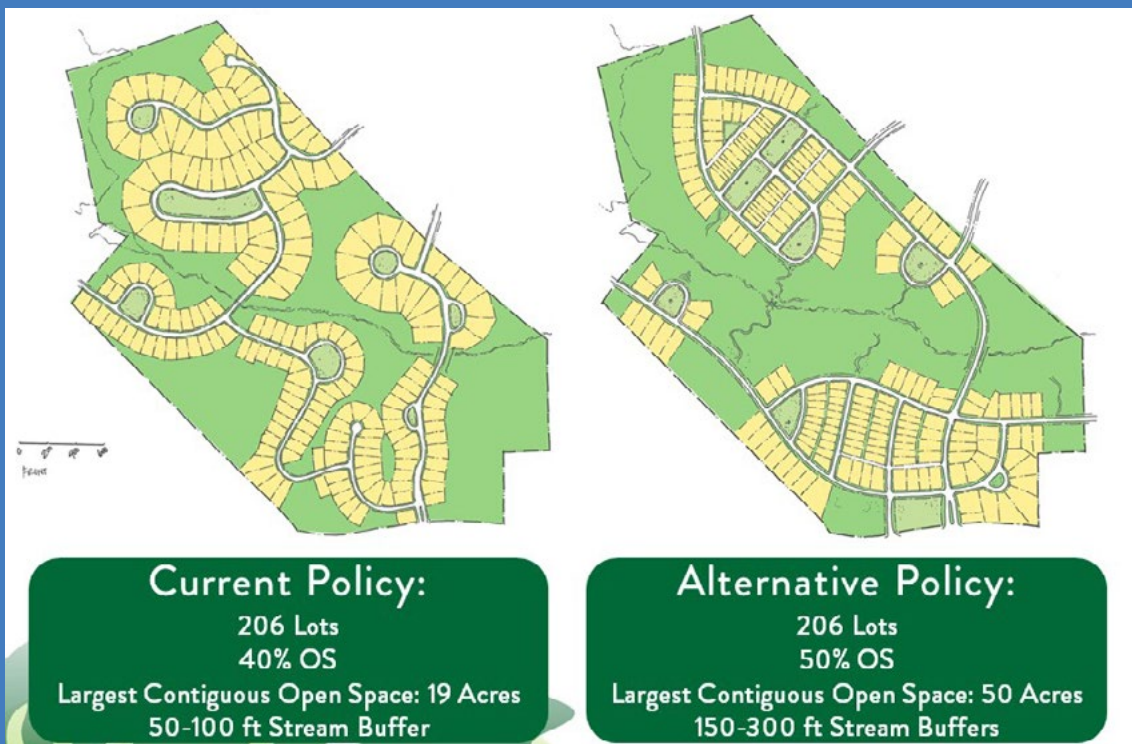 Current Policy:
206 Lots
40% OS
Largest Contiguous Open Space: 19 Acres
50-100 ft Stream Buffer
Alternative Policy:
206 Lots
50% OS
Largest Contiguous Open Space: 50 Acres
150-300 ft Stream Buffers